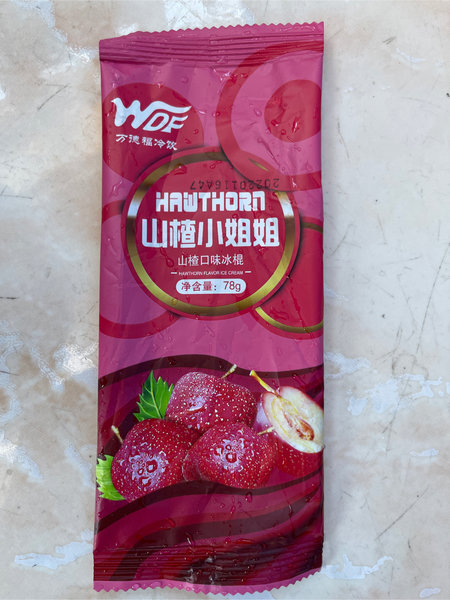 WDF
万德福冷饮
20220116A47
HAWTHORN
山楂小姐姐
山楂口味冰棍
HAWTHORN-FLAVOR ICE CREAM
净含量：78g